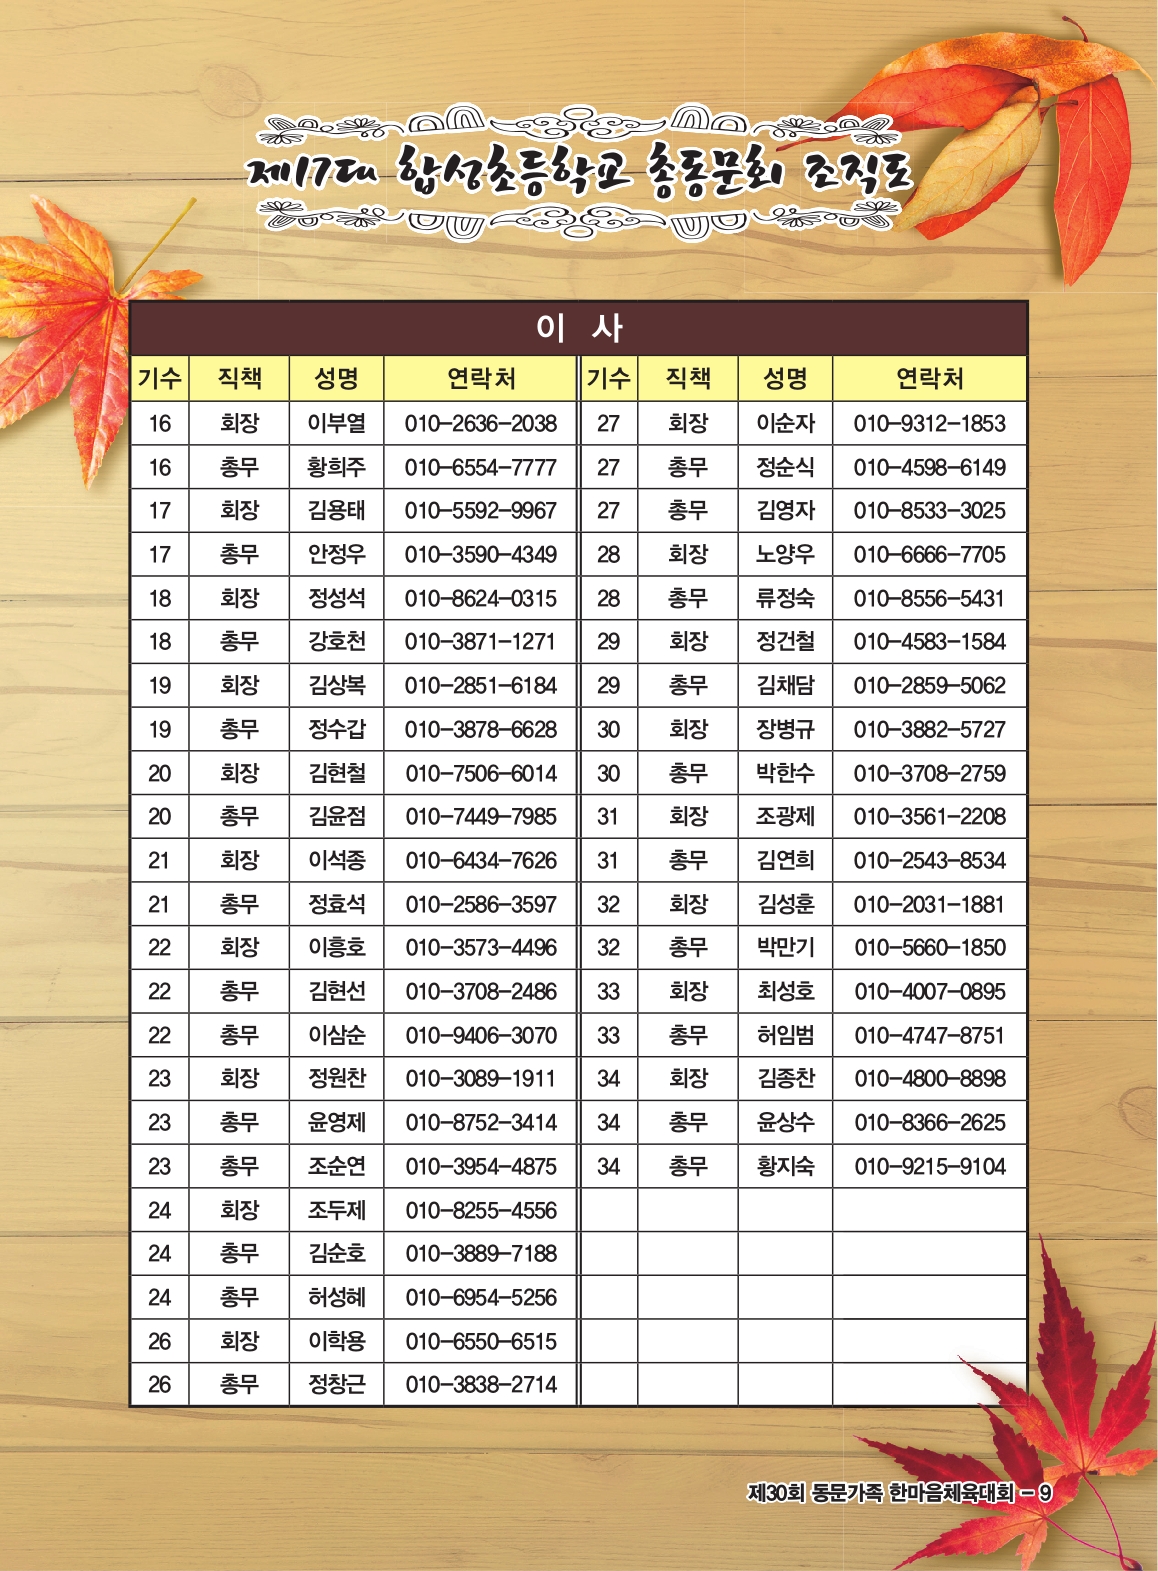 제17대 합성초등학교 총동문회 조직도
이 사
기수 직책 성명 연락처 기수 직책 성명 연락처
16 회장 이부열 010-2636-2038 27 회장 이순자 010-9312-1853
16 총무 황희주 010-6554-7777 27 총무 정순식 010-4598-6149
17 회장 김용태 010-5592-9967 27 총무 김영자 010-8533-3025
17 총무 안정우 010-3590-4349 28 회장 노양우 010-6666-7705
18 회장 정성석 010-8624-0315 28 총무 류정숙 010-8556-5431
18 총무 강호천 010-3871-1271 29 회장 정건철 010-4583-1584
19 회장 김상복 010-2851-6184 29 총무 김채담 010-2859-5062
19 총무 정수갑 010-3878-6628 30 회장 장병규 010-3882-5727
20 회장 김현철 010-7506-6014 30 총무 박한수 010-3708-2759
20 총무 김윤점 010-7449-7985 31 회장 조광제 010-3561-2208
21 회장 이석종 010-6434-7626 31 총무 김연희 010-2543-8534
21 총무 정효석 010-2586-3597 32 회장 김성훈 010-2031-1881
22 회장 이흥호 010-3573-4496 32 총무 박만기 010-5660-1850
22 총무 김현선 010-3708-2486 33 회장 최성호 010-4007-0895
22 총무 이삼순 010-9406-3070 33 총무 허임범 010-4747-8751
23 회장 정원찬 010-3089-1911 34 회장 김종찬 010-4800-8898
23 총무 윤영제 010-8752-3414 34 총무 윤상수 010-8366-2625
23 총무 조순연 010-3954-4875 34 총무 황지숙 010-9215-9104
24 회장 조두제 010-8255-4556
24 총무 김순호 010-3889-7188
24 총무 허성혜 010-6954-5256
26 회장 이학용 010-6550-6515
26 총무 정창근 010-3838-2714
제30회 동문가족 한마음체육대회 - 9